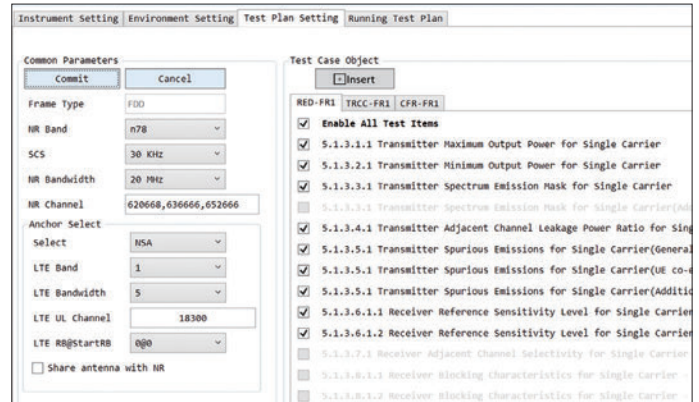 Instrument Setting Environment Setting Test Plan Setting Running Test Plan
Common Parameters
Commit Cancel
Frame Type FDD
NR Band n78
SCS 30 KHz
NR Bandwidth 20 MHz
NR Channel 620668,636666,652666
Anchor Select
Select NSA
LTE Band 1
LTE Bandwidth 5
LTE UL Channel 18300
LTE RB@StartRB 0@0
Share antenna with NR
Test Case Object
Insert
RED-FR1 TRCC-FR1 CFR-FR1
Enable All Test Items
5.1.3.1.1 Transmitter Maximum Output Power for Single Carrier
5.1.3.2.1 Transmitter Minimum Output Power for Single Carrier
5.1.3.3.1 Transmitter Spectrum Emission Mask for Single Carrier
5.1.3.3.1 Transmitter Spectrum Emission Mask for Single Carrier(Ad
5.1.3.4.1 Transmitter Adjacent Channel Leakage Power Ratio for Sing
5.1.3.5.1 Transmitter Spurious Emissions for Single Carrier(General
5.1.3.5.1 Transmitter Spurious Emissions for Single Carrier(UE co-e
5.1.3.5.1 Transmitter Spurious Emissions for Single Carrier(Additio
5.1.3.6.1.1 Receiver Reference Sensitivity Level for Single Carrier
5.1.3.6.1.2 Receiver Reference Sensitivity Level for Single Carrier
5.1.3.7.1 Receiver Adjacent Channel Selectivity for Single Carrier
5.1.3.8.1.1 Receiver Blocking Characteristics for Single Carrier -
5.1.3.8.1.2 Receiver Blocking Characteristics for Single Carrier -